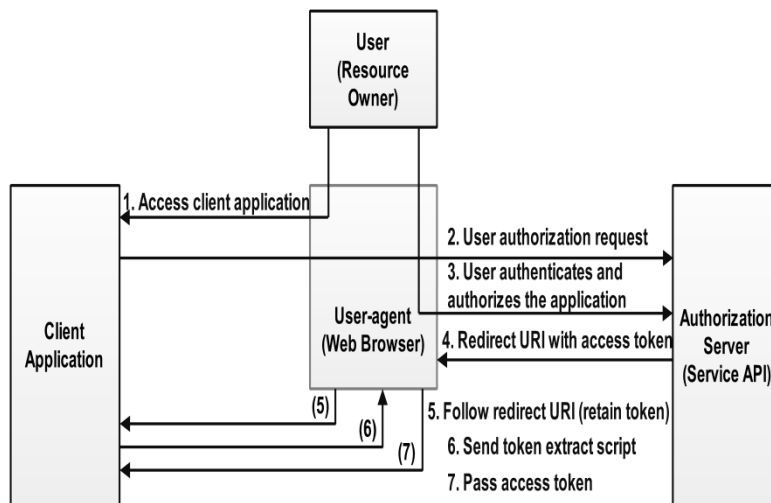 User
(Resource
Owner)
1. Access client application
2. User authorization request
3. User authenticates and
authorizes the application
User-agent
(Web Browser)
Client
Application
Authorization
Server
(Service API)
4. Redirect URI with access token
(5)
(6)
(7)
5. Follow redirect URI (retain token)
6. Send token extract script
7. Pass access token